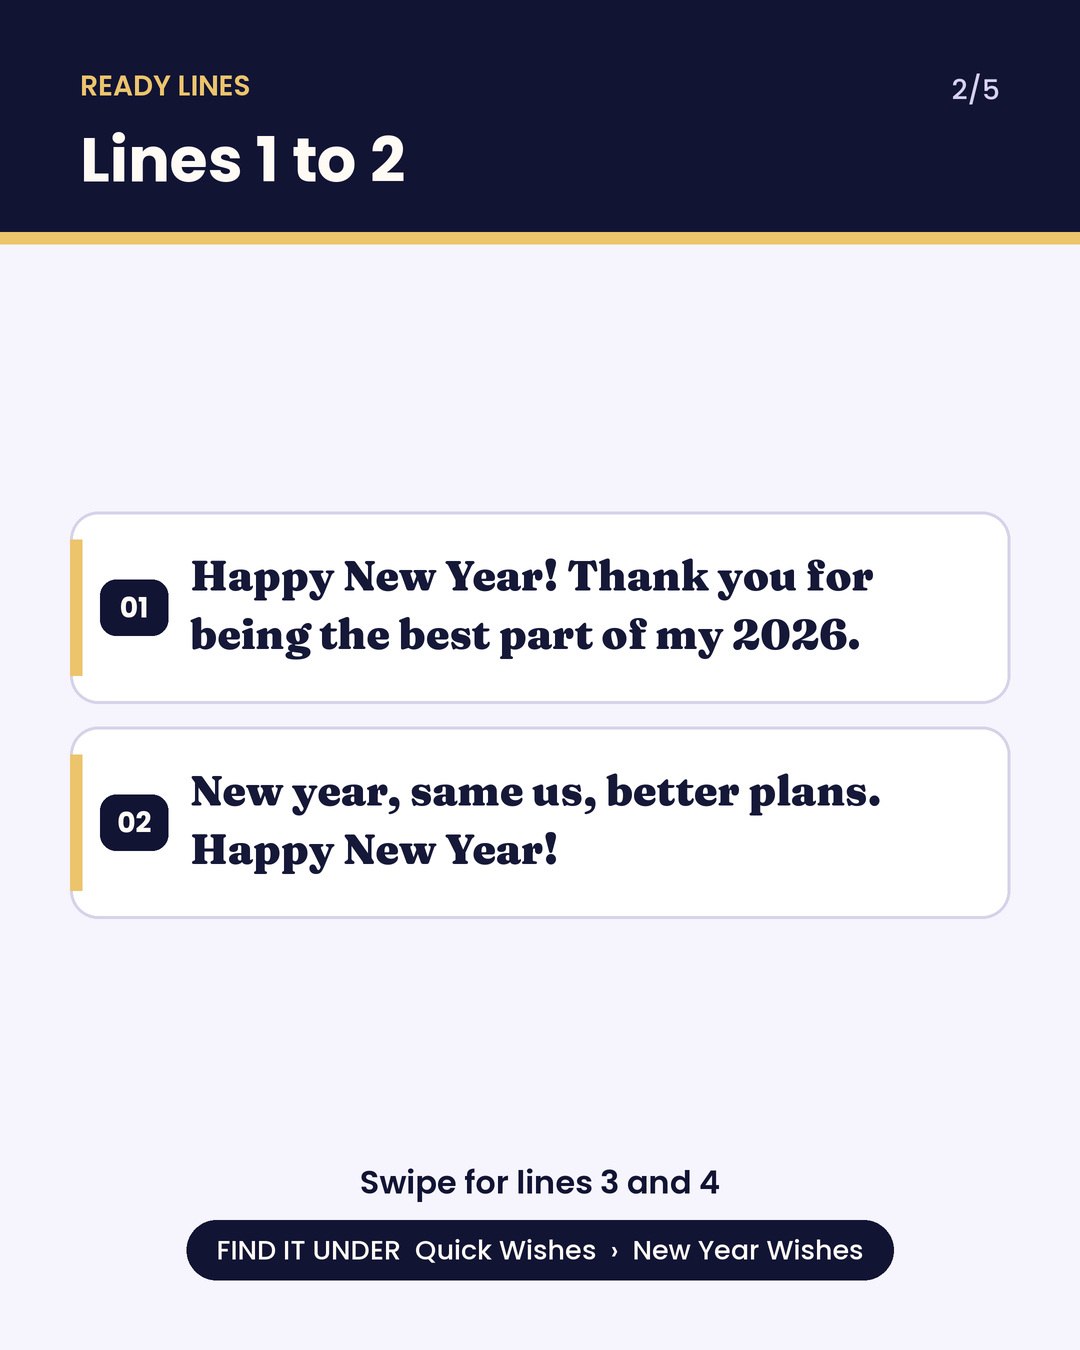 READY LINES
2/5
Lines 1 to 2
01
Happy New Year! Thank you for
being the best part of my 2026.
02
New year, same us, better plans.
Happy New Year!
Swipe for lines 3 and 4
FIND IT UNDER Quick Wishes › New Year Wishes